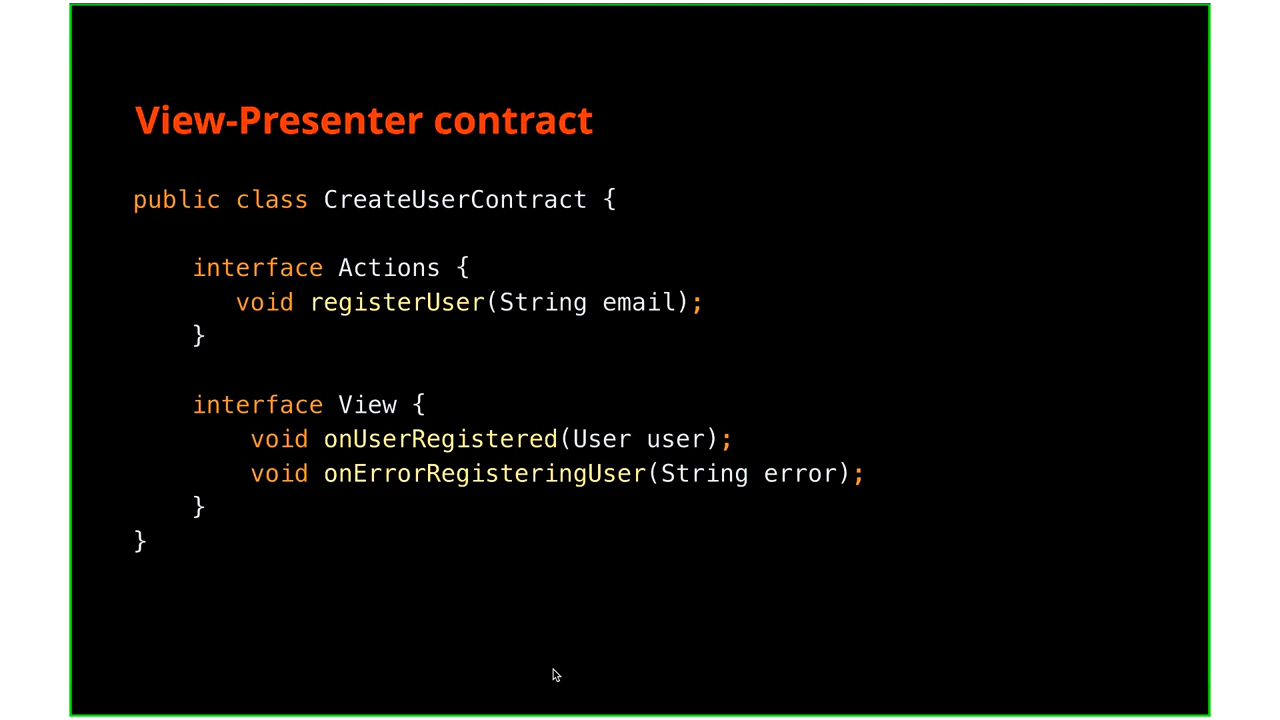 View-Presenter contract
public class CreateUserContract {
interface Actions {
void registerUser(String email);
}
interface View {
void onUserRegistered(User user);
void onErrorRegisteringUser(String error);
}
}